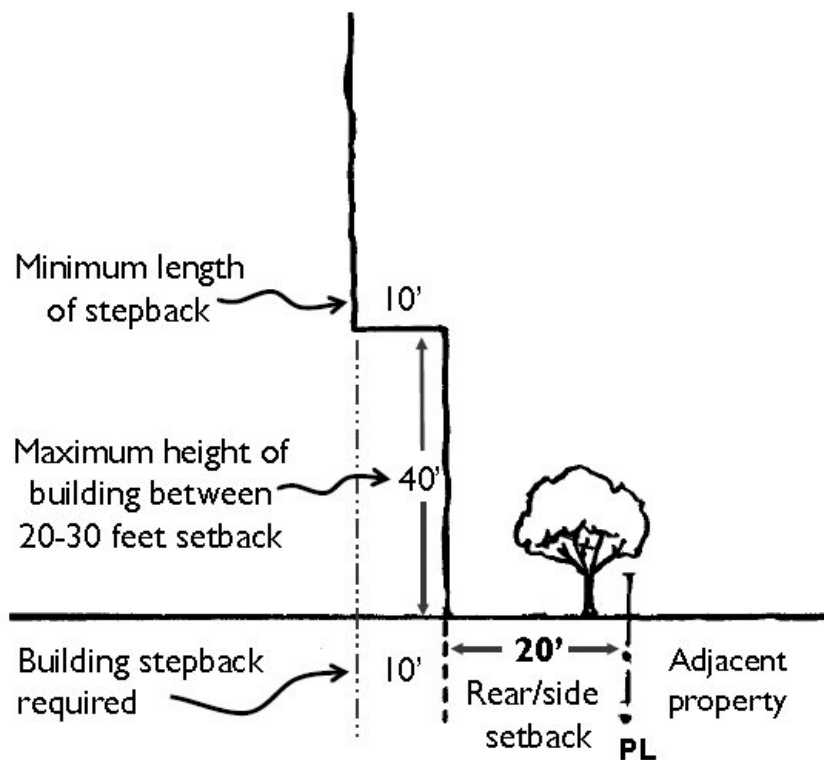 Minimum length
of stepback
10'
Maximum height of
building between
20-30 feet setback
40'
Building stepback
required
10'
20'
Rear/side
setback
PL
Adjacent
property